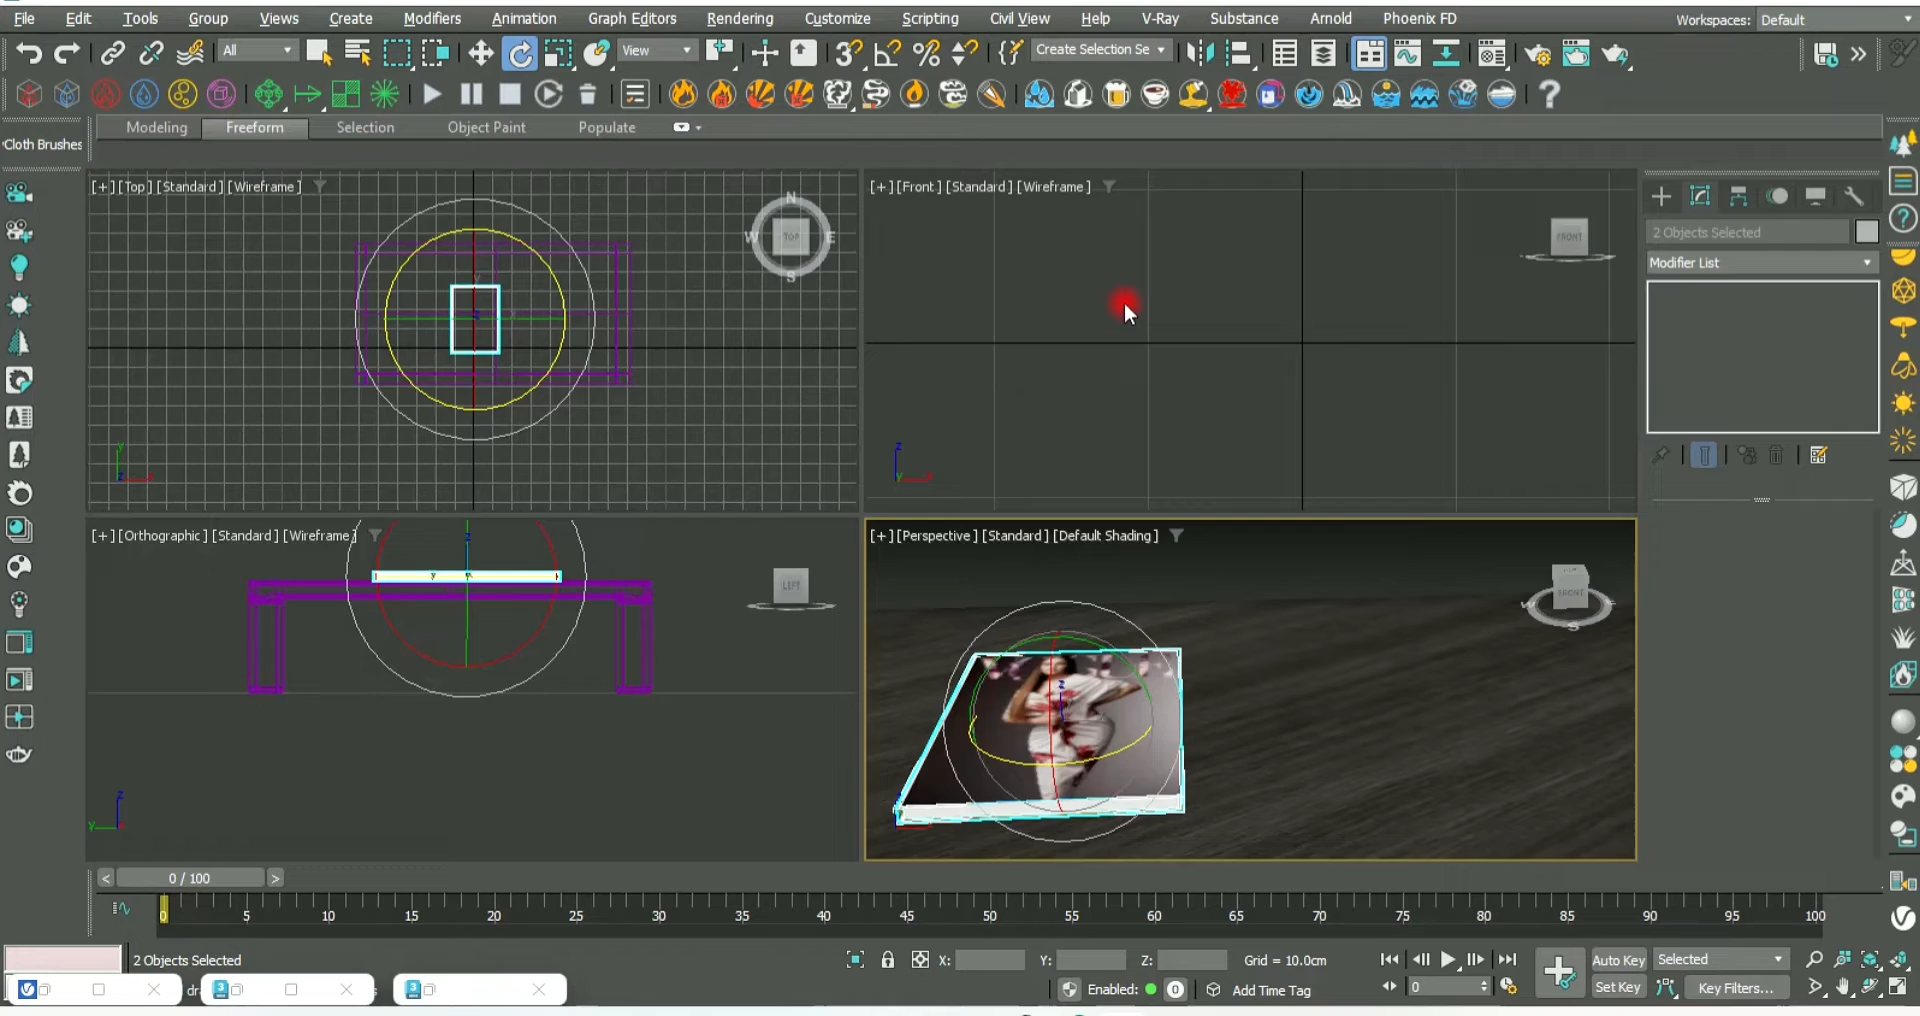 File Edit Tools Group Views Create Modifiers Animation Graph Editors Rendering Customize Scripting Civil View Help V-Ray Substance Arnold Phoenix FD Workspaces: Default
All View Create Selection Se
Modeling Freeform Selection Object Paint Populate
Cloth Brushes
[+] [Top] [Standard] [Wireframe]
N
W TOP E
S
[+] [Front] [Standard] [Wireframe]
FRONT
2 Objects Selected
Modifier List
[+] [Orthographic] [Standard] [Wireframe]
LEFT
[+] [Perspective] [Standard] [Default Shading]
FRONT
W
S
< 0 / 100 >
0 5 10 15 20 25 30 35 40 45 50 55 60 65 70 75 80 85 90 95 100
2 Objects Selected X: Y: Z: Grid = 10.0cm Auto Key Selected
Enabled: 0 Add Time Tag 0 Set Key Key Filters...